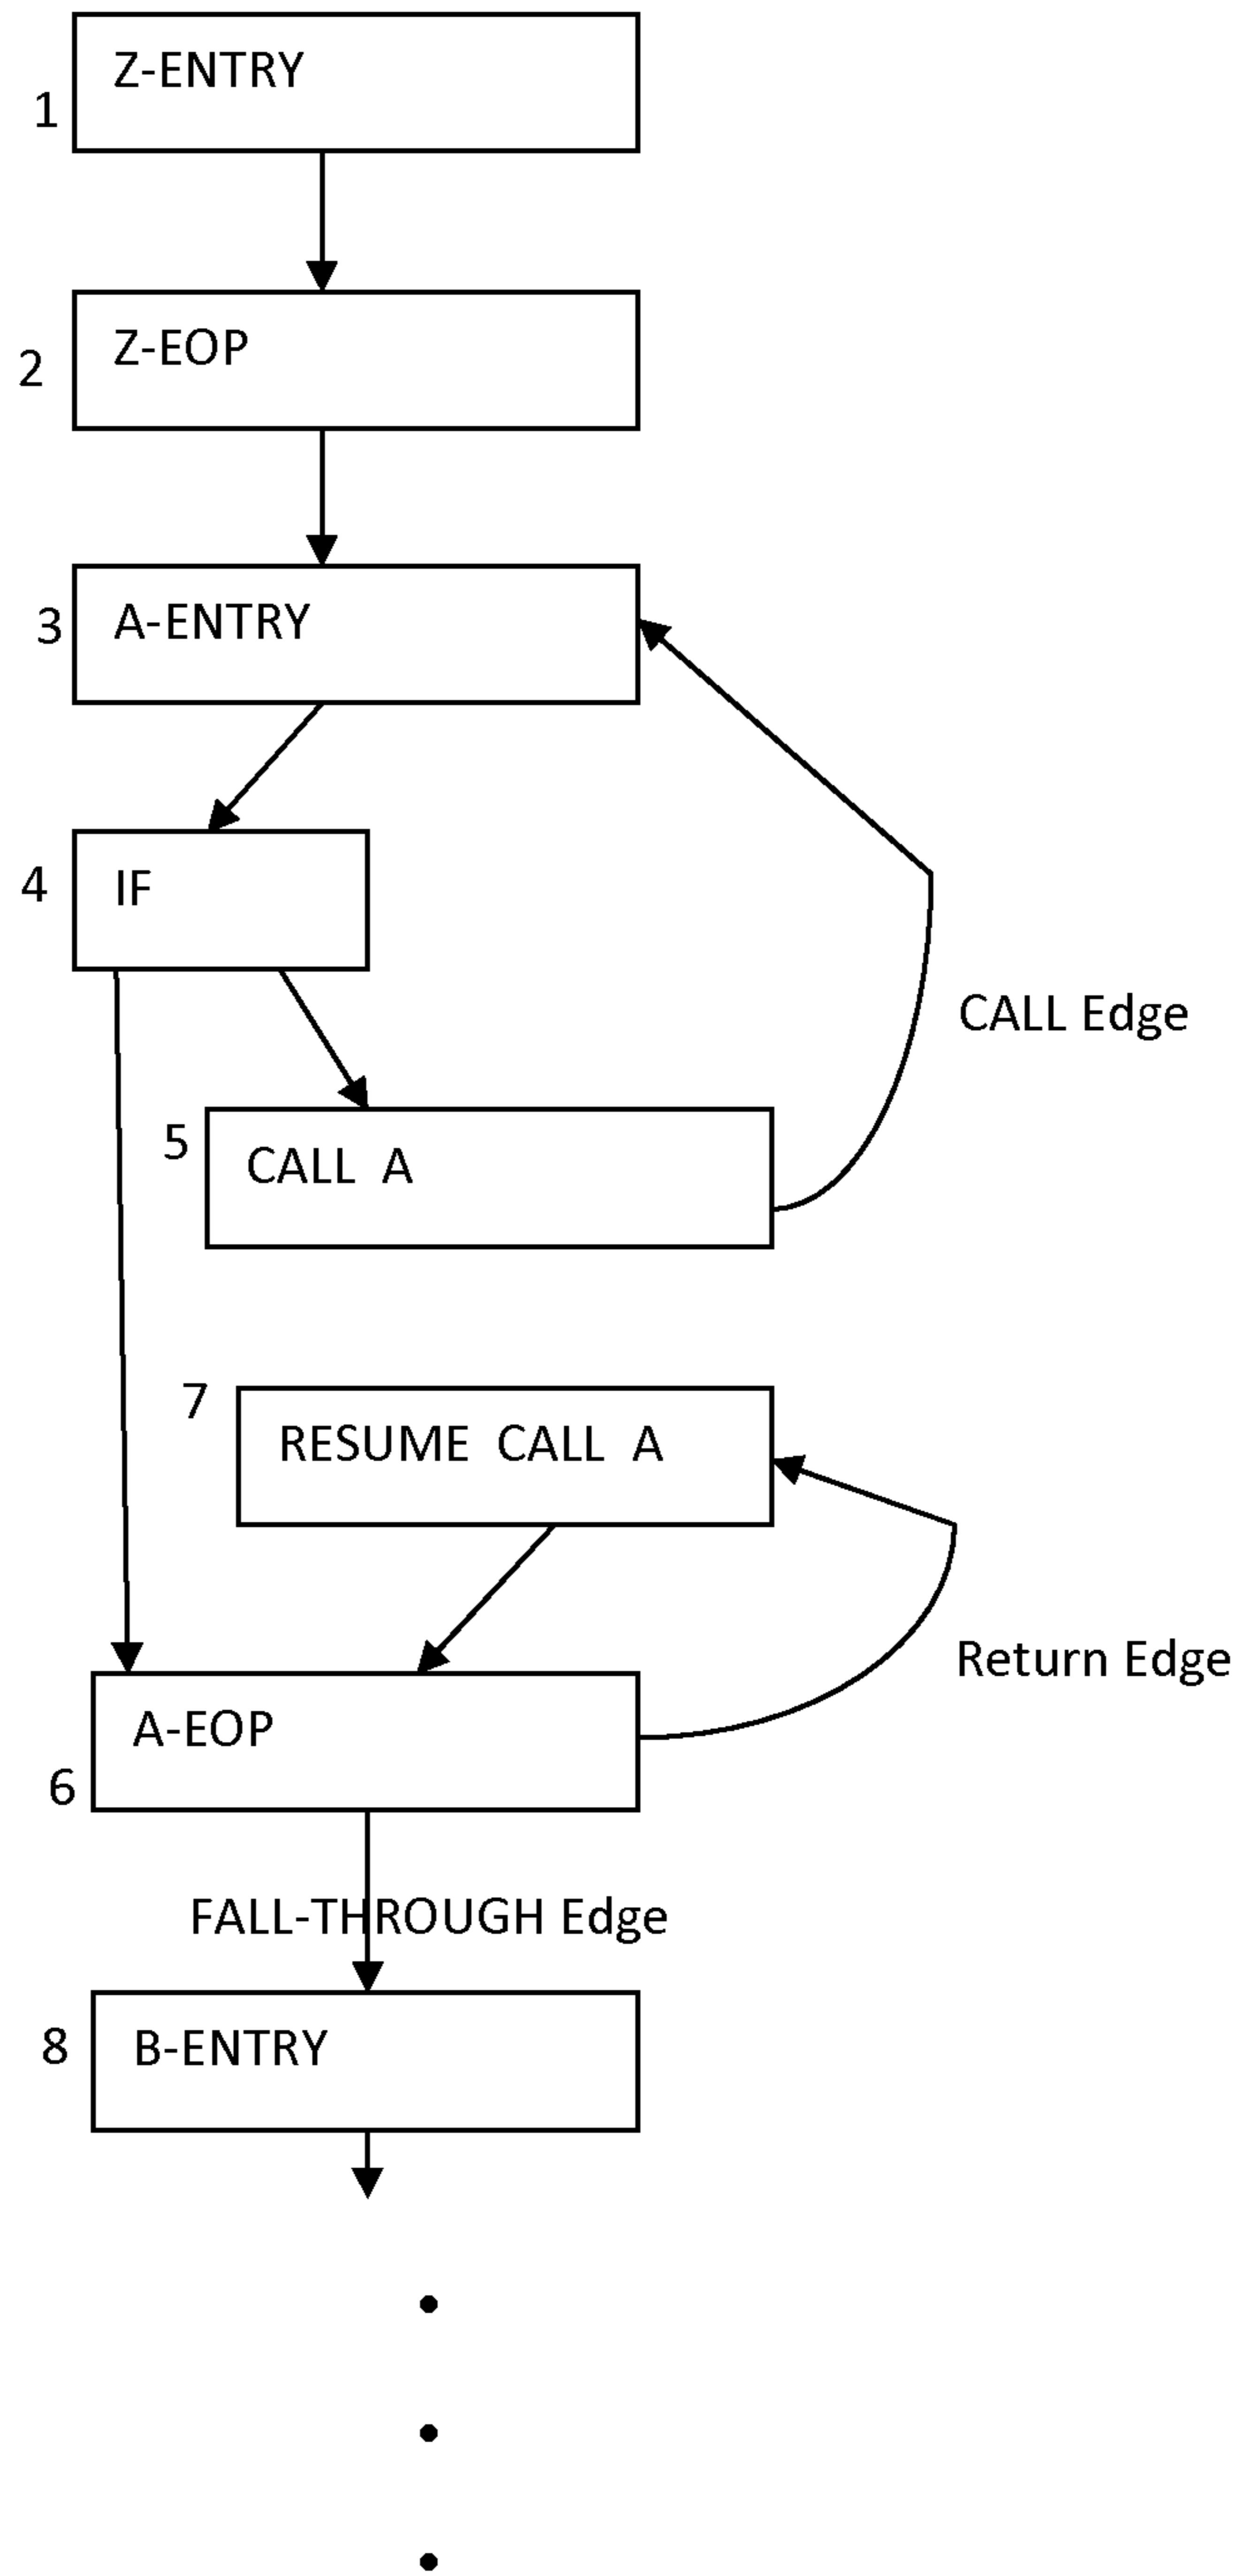 Z-ENTRY
1
Z-EOP
2
A-ENTRY
3
IF
4
CALL Edge
5
CALL A
7
RESUME CALL A
Return Edge
A-EOP
6
FALL-THROUGH Edge
B-ENTRY
8